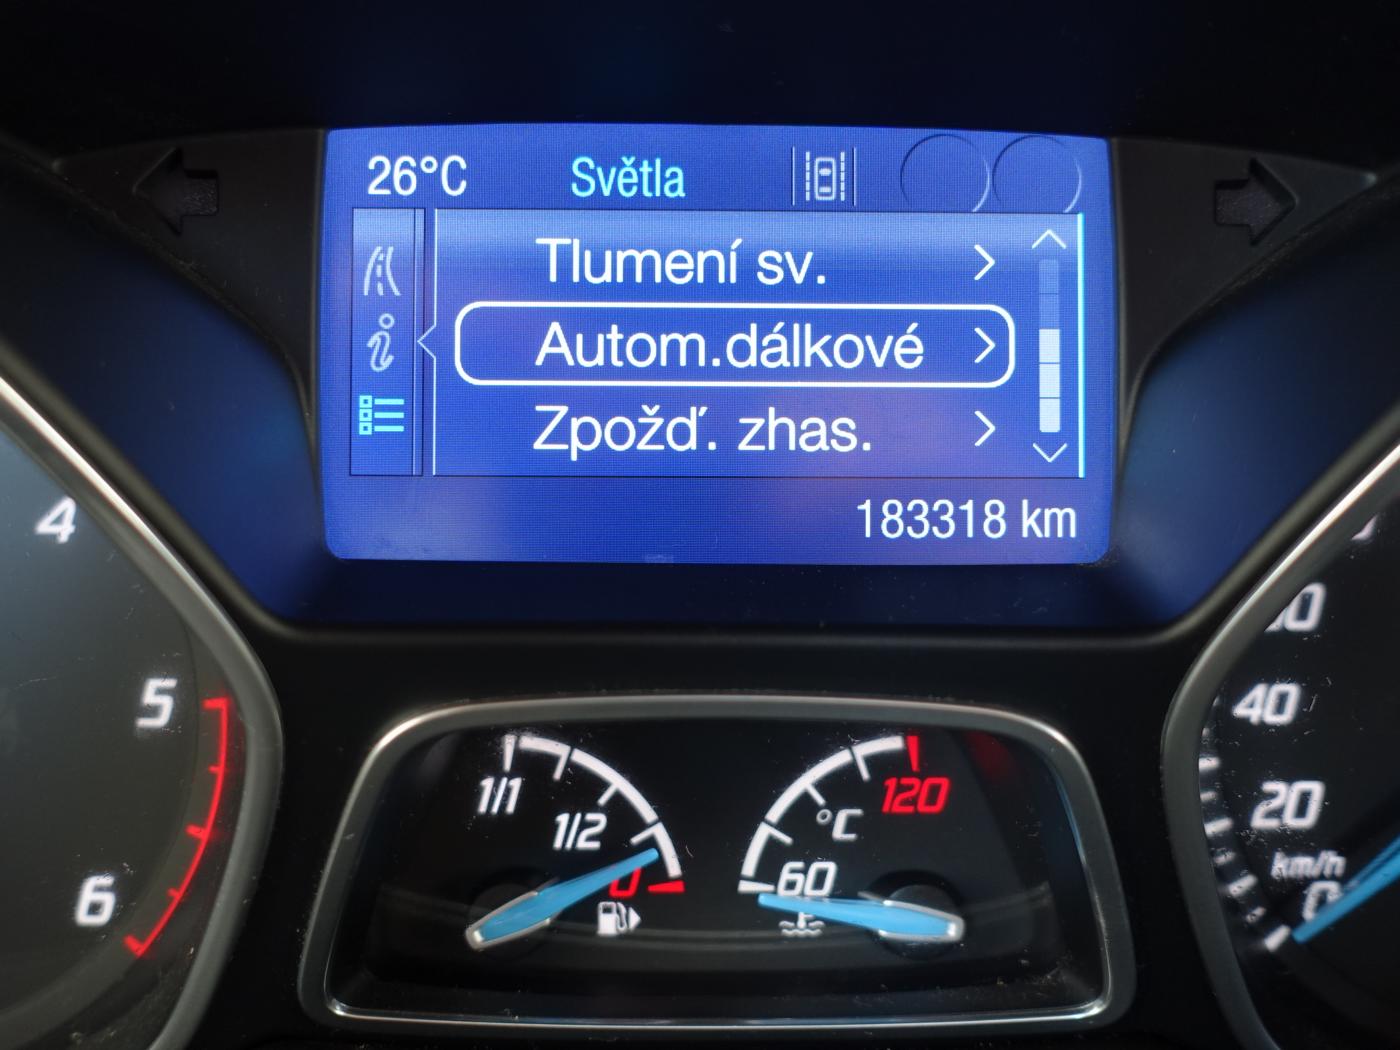 26°C Světla
Tlumení sv.
Autom.dálkové
Zpožď. zhas.
183318 km
4
5
6
1/1
1/2
0
120
°C
60
40
20
km/h
0